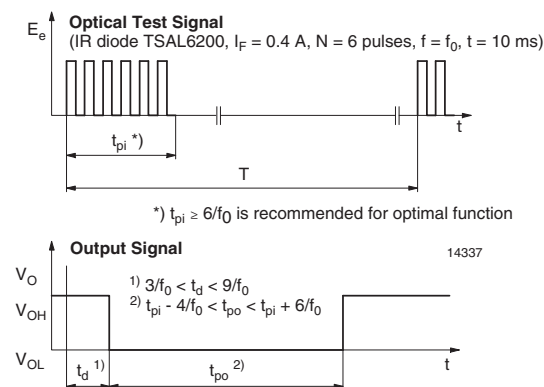 Optical Test Signal
Ee
(IR diode TSAL6200, IF = 0.4 A, N = 6 pulses, f = f0, t = 10 ms)
t
tpi *)
T
*) tpi ≥ 6/f0 is recommended for optimal function
Output Signal
14337
VO
1) 3/f0 < td < 9/f0
2) tpi - 4/f0 < tpo < tpi + 6/f0
VOH
VOL
td 1)
tpo 2)
t